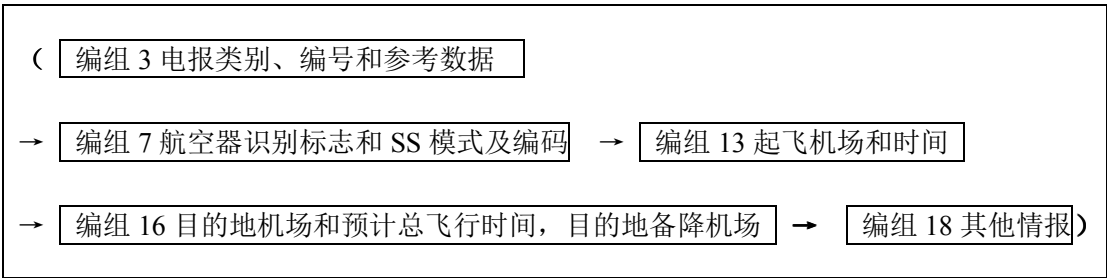 （ 编组 3 电报类别、编号和参考数据
→ 编组 7 航空器识别标志和 SS 模式及编码 → 编组 13 起飞机场和时间
→ 编组 16 目的地机场和预计总飞行时间，目的地备降机场 → 编组 18 其他情报）